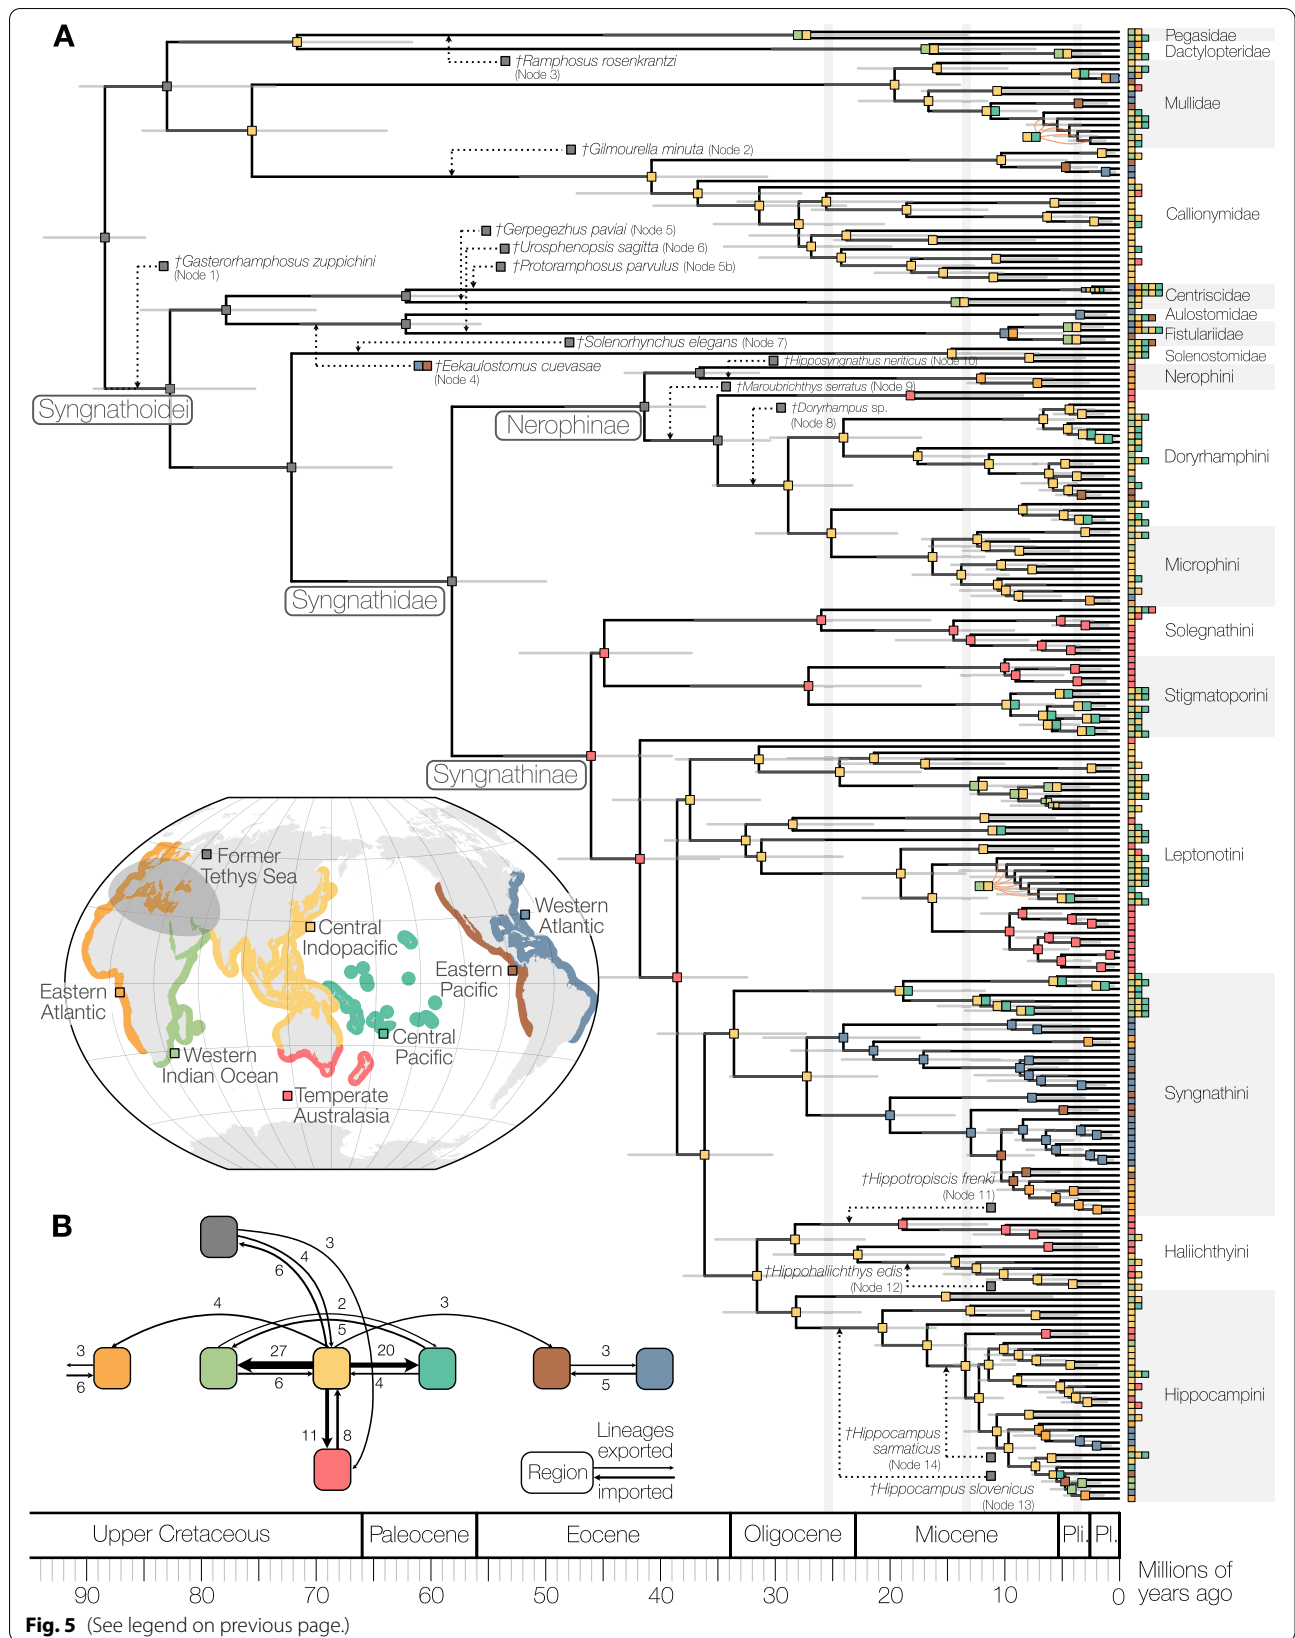 A
Pegasidae
Dactylopteridae
†Ramphosus rosenkrantzi
(Node 3)
Mullidae
†Gilmourella minuta (Node 2)
Callionymidae
†Gerpegezhus paviai (Node 5)
†Urosphenopsis sagitta (Node 6)
†Gasterorhamphosus zuppichini
(Node 1)
†Protoramphosus parvulus (Node 5b)
Centriscidae
Aulostomidae
Fistulariidae
†Solenorhynchus elegans (Node 7)
Solenostomidae
†Eekaulostomus cuevasae
(Node 4)
†Hipposyngnathus neriticus (Node 10)
Nerophini
†Maroubrichthys serratus (Node 9)
Syngnathoidei
†Doryrhampus sp.
(Node 8)
Nerophinae
Doryrhamphini
Microphini
Syngnathidae
Solegnathini
Stigmatoporini
Syngnathinae
Leptonotini
Former
Tethys Sea
Central
Indopacific
Western
Atlantic
Eastern
Pacific
Eastern
Atlantic
Central
Pacific
Western
Indian Ocean
Temperate
Australasia
Syngnathini
†Hippotropiscis frenki
(Node 11)
B
Haliichthyini
†Hippohaliichthys edis
(Node 12)
3
4
6
4
2
3
5
3
27
20
3
6
6
4
5
11
8
Hippocampini
Lineages
exported
Region
imported
†Hippocampus
sarmaticus
(Node 14)
†Hippocampus slovenicus
(Node 13)
Upper Cretaceous
Paleocene
Eocene
Oligocene
Miocene
Pli.
Pl.
90
80
70
60
50
40
30
20
10
0
Millions of
years ago
Fig. 5 (See legend on previous page.)